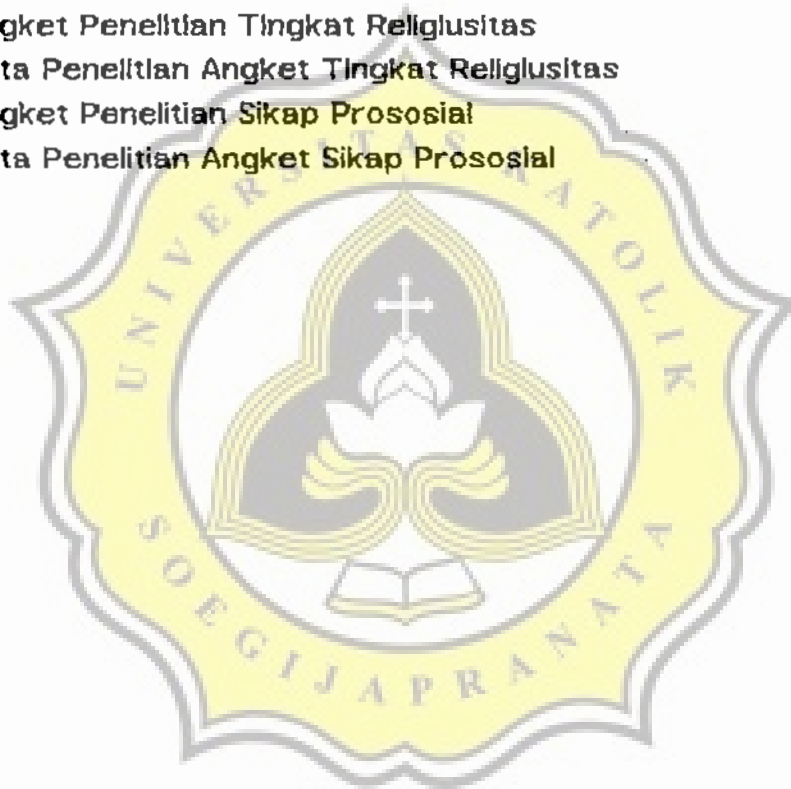 gket Penelitian Tingkat Religiusitas
ta Penelitian Angket Tingkat Religiusitas
gket Penelitian Sikap Prososial
ta Penelitian Angket Sikap Prososial
UNIVERSITAS KATOLIK
SOEGIJAPRANATA